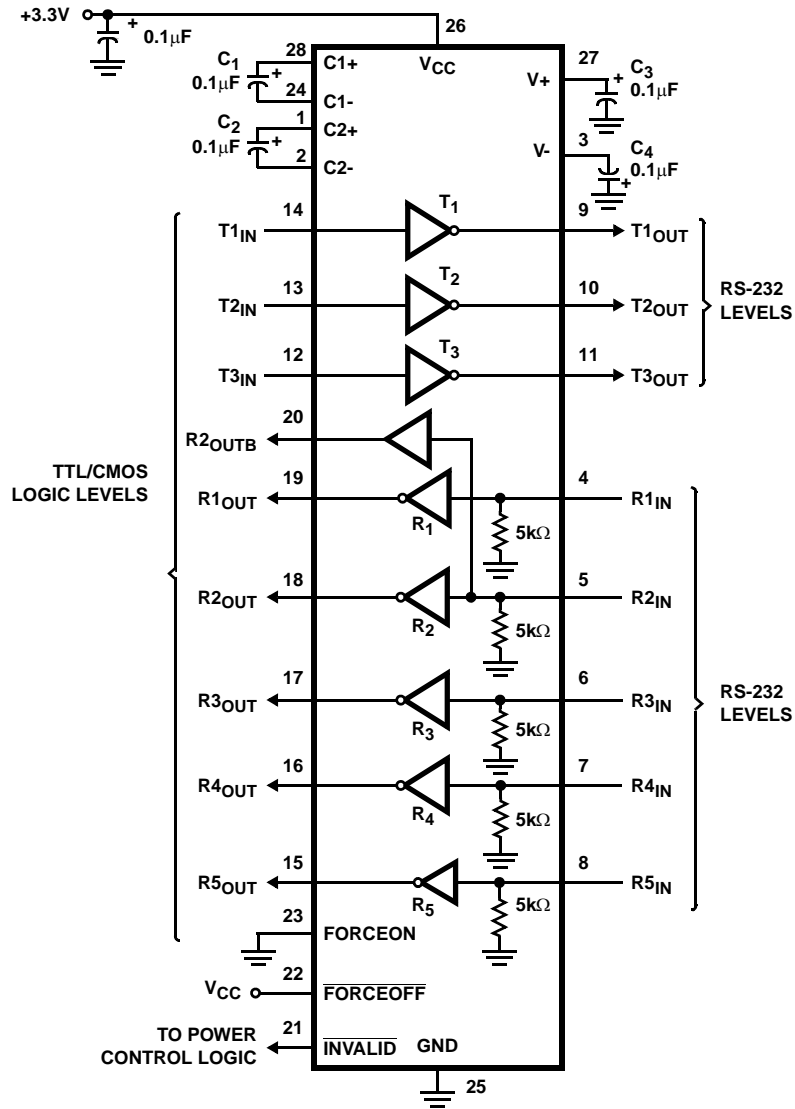 +3.3V
+ 0.1µF
26
VCC
C1
0.1µF
+
28
C1+
24
C1-
C2
0.1µF
+
1
C2+
2
C2-
27
V+
+
C3
0.1µF
3
V-
C4
0.1µF
+
T1IN
14
T1
9
T1OUT
T2IN
13
T2
10
T2OUT
T3IN
12
T3
11
T3OUT
RS-232
LEVELS
R2OUTB
20
TTL/CMOS
LOGIC LEVELS
R1OUT
19
R1
5kΩ
4
R1IN
R2OUT
18
R2
5kΩ
5
R2IN
R3OUT
17
R3
5kΩ
6
R3IN
RS-232
LEVELS
R4OUT
16
R4
5kΩ
7
R4IN
R5OUT
15
R5
5kΩ
8
R5IN
23
FORCEON
VCC
22
FORCEOFF
TO POWER
CONTROL LOGIC
21
INVALID
GND
25